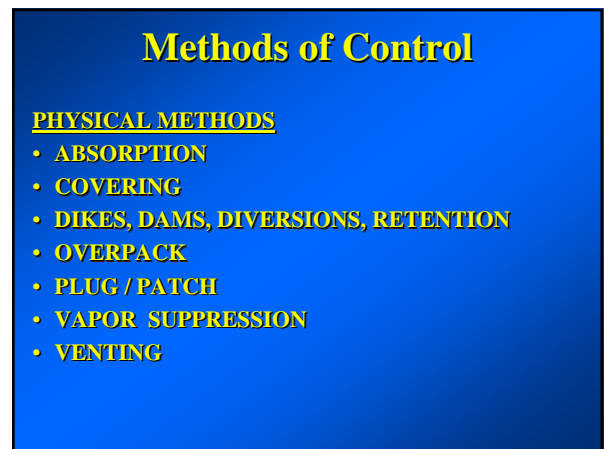 Methods of Control
PHYSICAL METHODS
• ABSORPTION
• COVERING
• DIKES, DAMS, DIVERSIONS, RETENTION
• OVERPACK
• PLUG / PATCH
• VAPOR SUPPRESSION
• VENTING